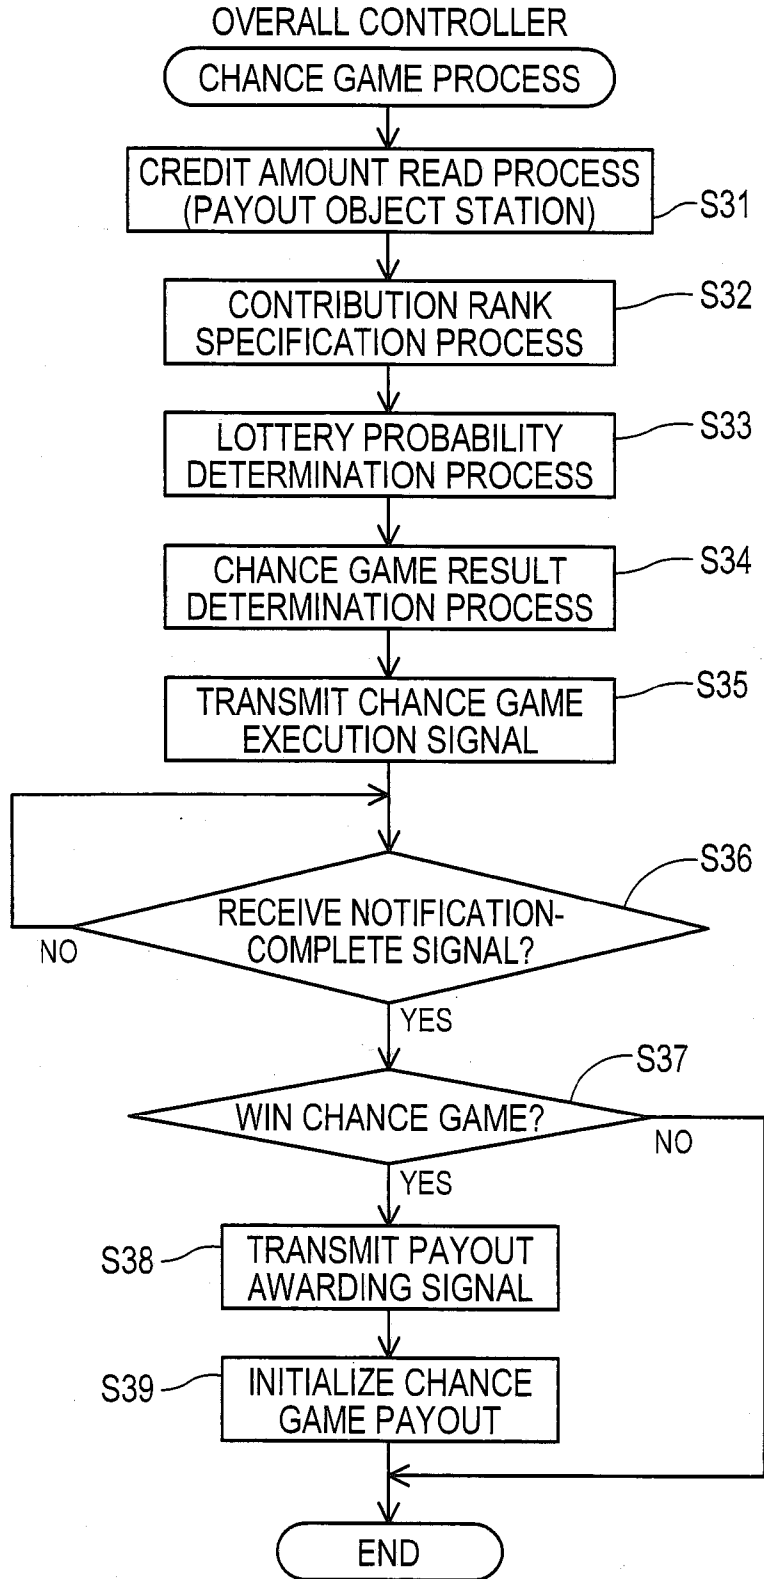 OVERALL CONTROLLER
CHANCE GAME PROCESS
CREDIT AMOUNT READ PROCESS
(PAYOUT OBJECT STATION)
S31
CONTRIBUTION RANK
SPECIFICATION PROCESS
S32
LOTTERY PROBABILITY
DETERMINATION PROCESS
S33
CHANCE GAME RESULT
DETERMINATION PROCESS
S34
TRANSMIT CHANCE GAME
EXECUTION SIGNAL
S35
RECEIVE NOTIFICATION-
COMPLETE SIGNAL?
S36
NO
YES
WIN CHANCE GAME?
S37
NO
YES
TRANSMIT PAYOUT
AWARDING SIGNAL
S38
INITIALIZE CHANCE
GAME PAYOUT
S39
END